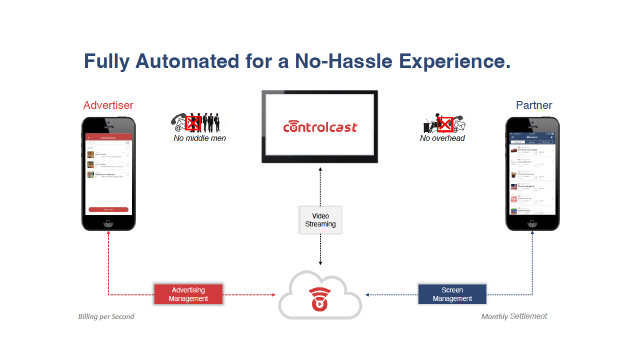 Fully Automated for a No-Hassle Experience.
Advertiser
Partner
No middle men
controlcast
No overhead
Video
Streaming
Advertising
Management
Screen
Management
Billing per Second
Monthly Settlement